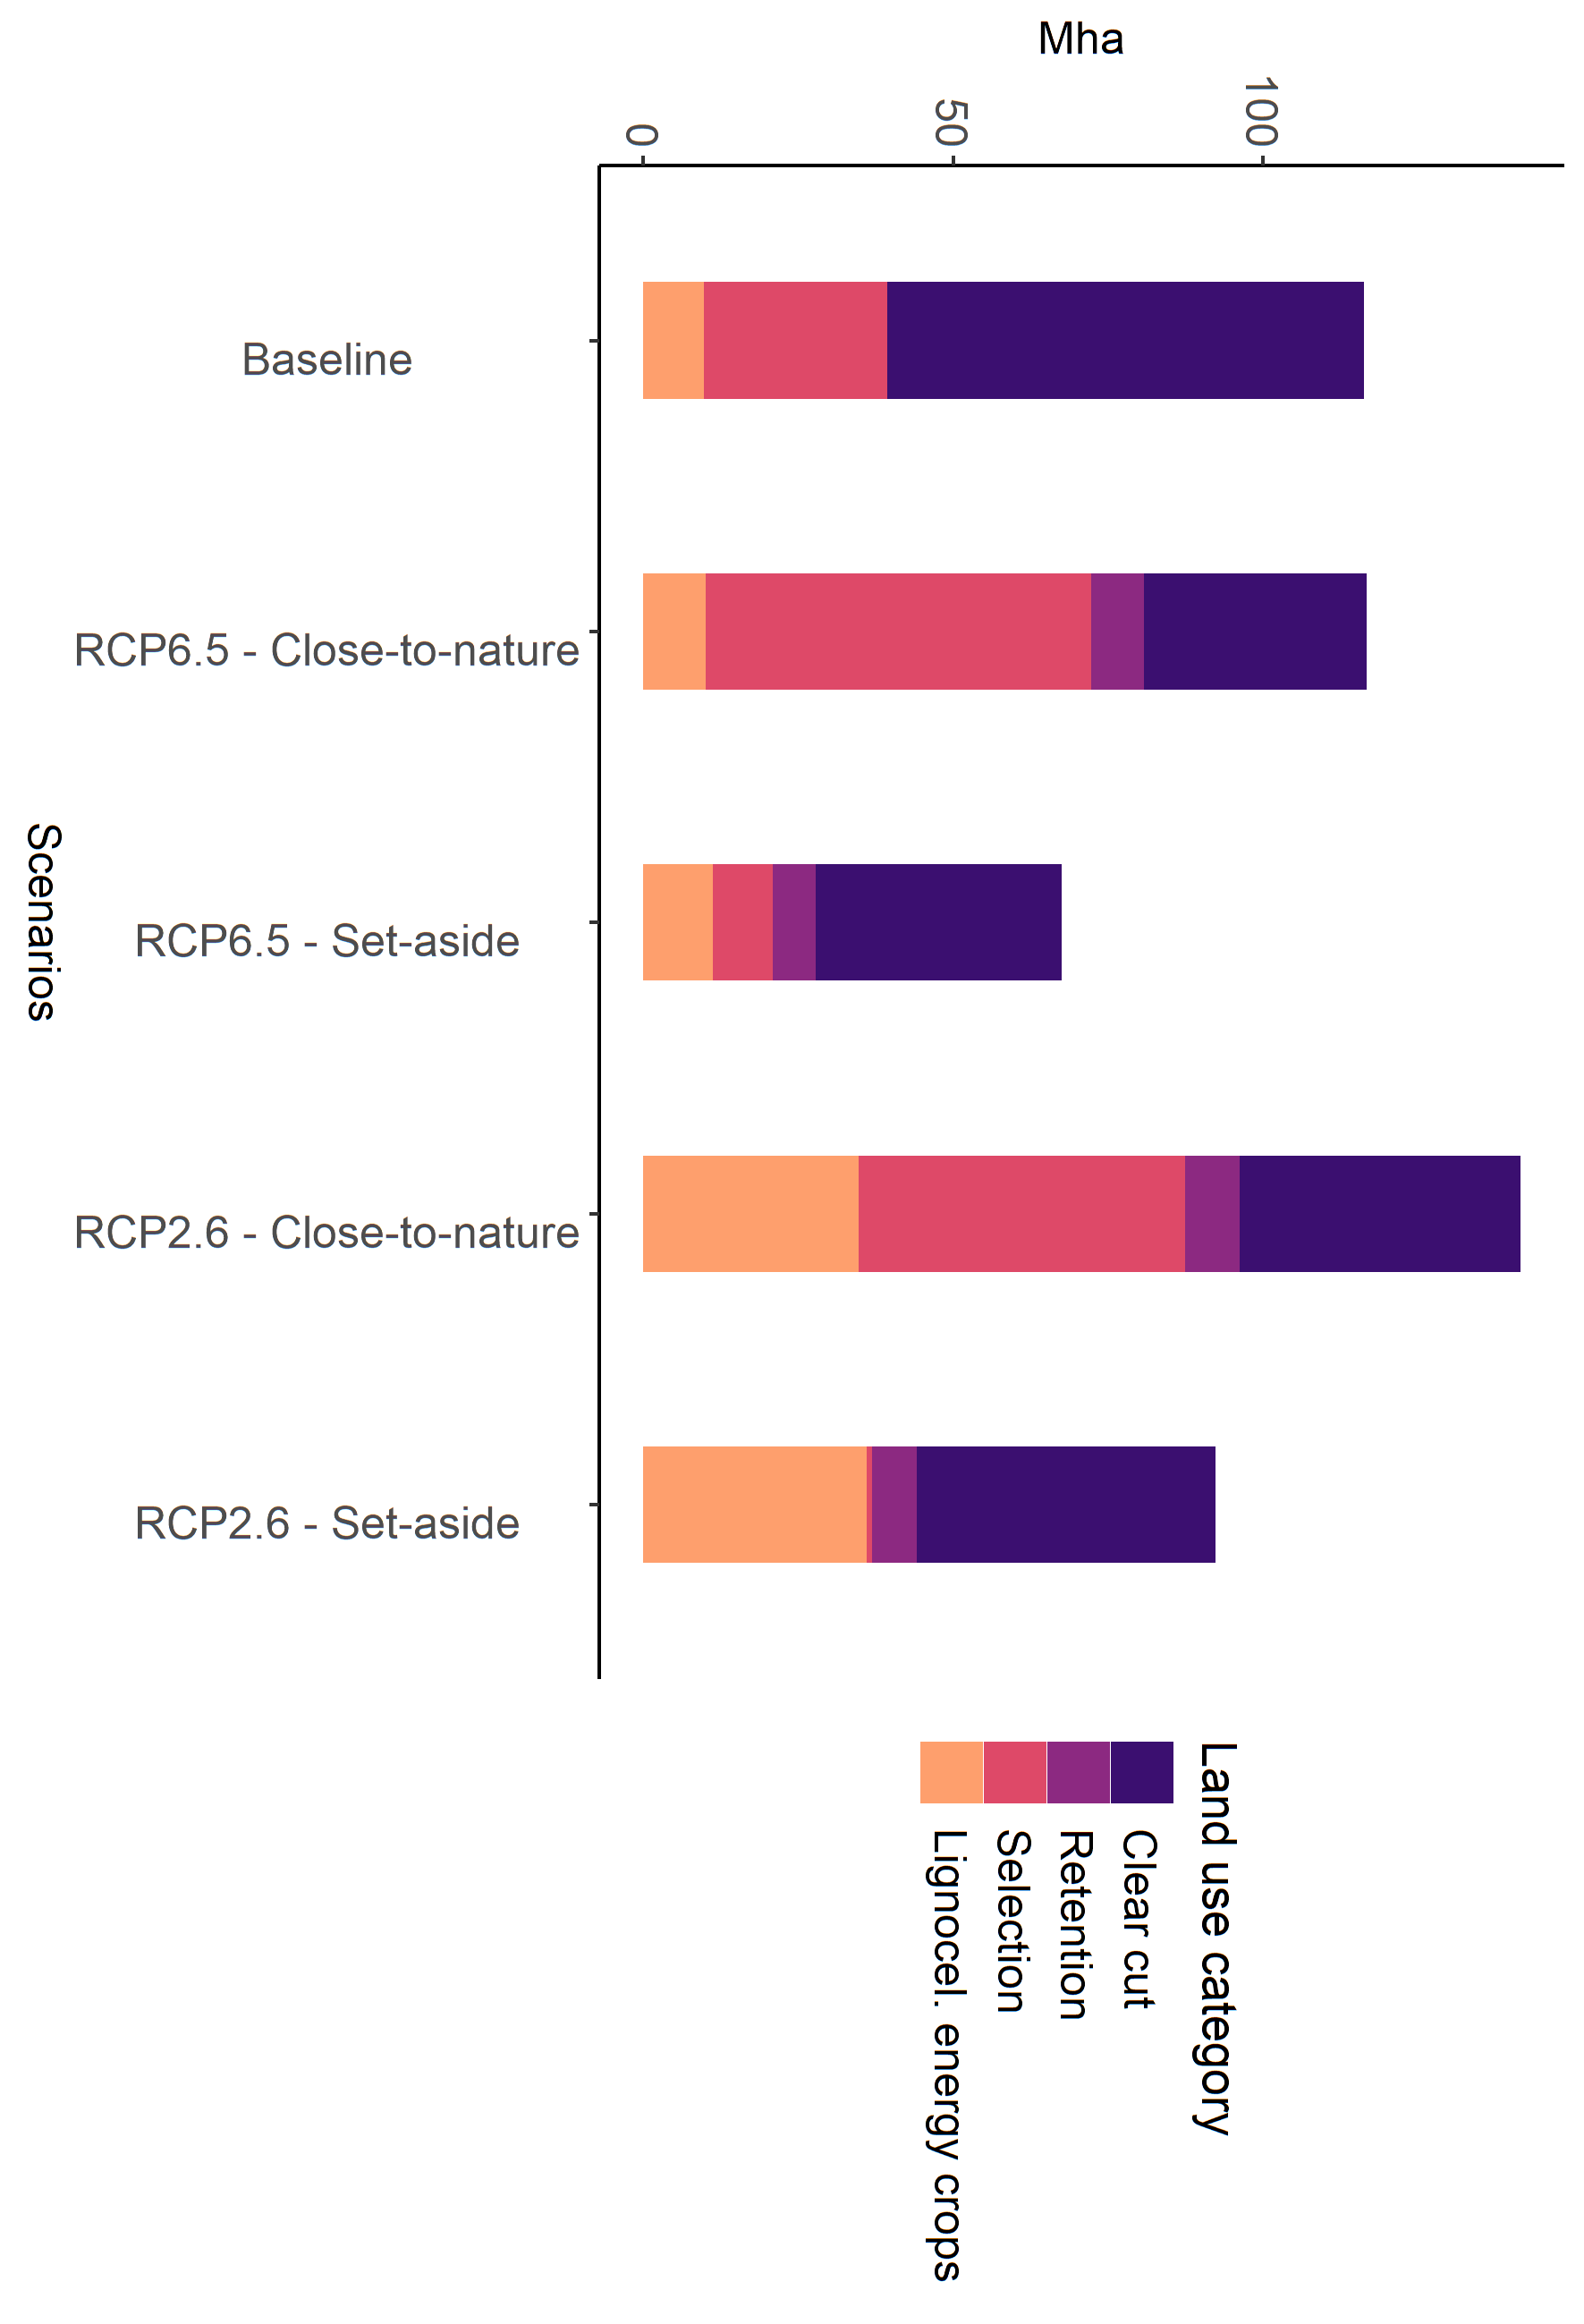 Mha
0
50
100
Baseline
RCP6.5 - Close-to-nature
RCP6.5 - Set-aside
RCP2.6 - Close-to-nature
RCP2.6 - Set-aside
Scenarios
Land use category
Clear cut
Retention
Selection
Lignocel. energy crops